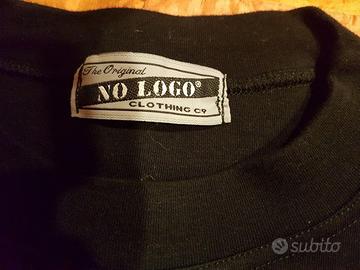 The Original
NO LOGO®
CLOTHING Cº
subito